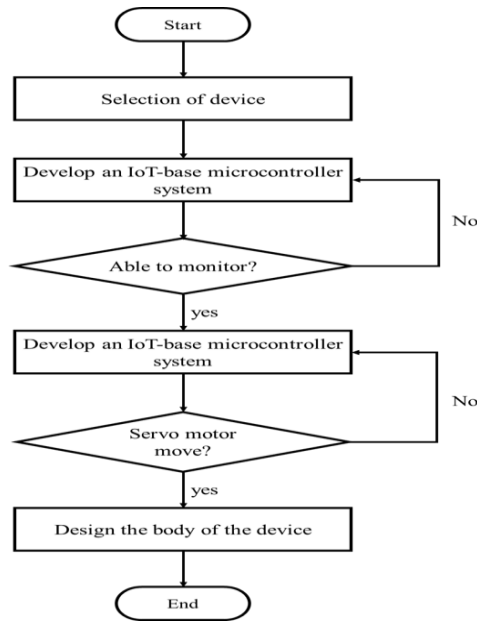 Start
Selection of device
Develop an IoT-base microcontroller
system
No
Able to monitor?
yes
Develop an IoT-base microcontroller
system
No
Servo motor
move?
yes
Design the body of the device
End